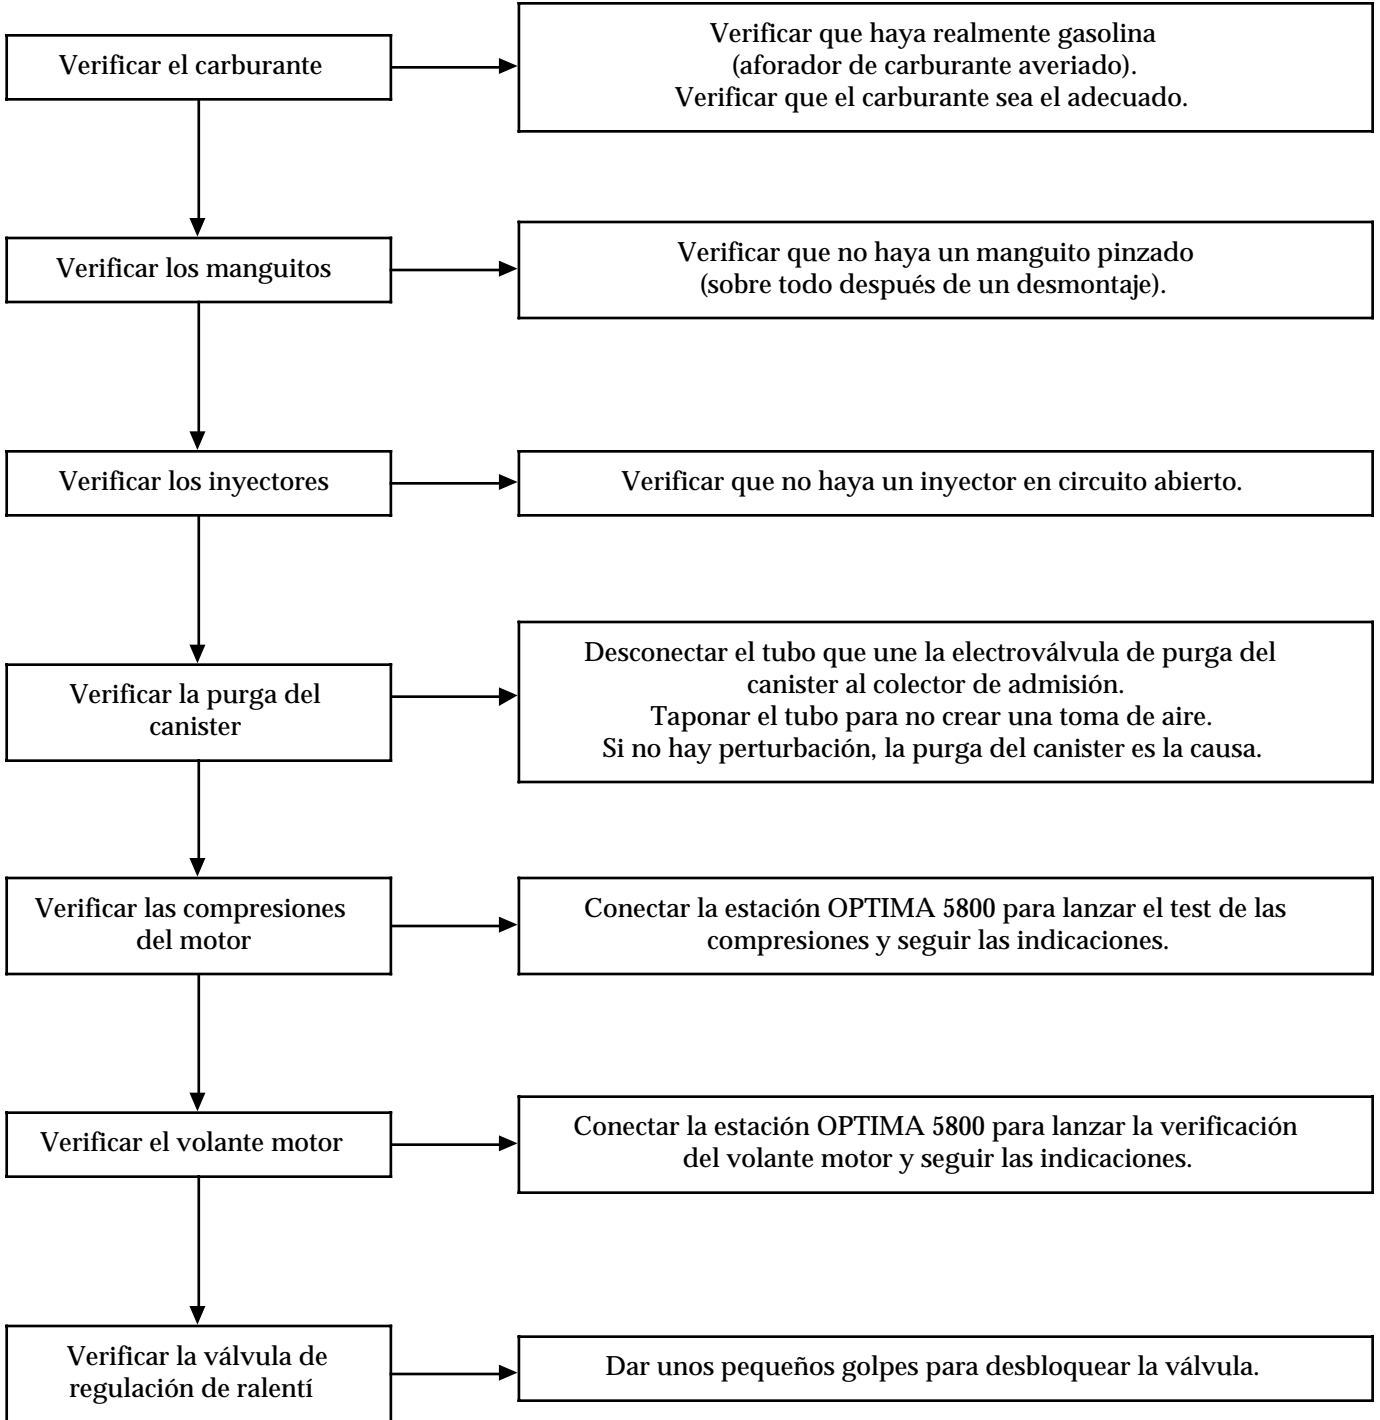 Verificar el carburante
Verificar que haya realmente gasolina
(aforador de carburante averiado).
Verificar que el carburante sea el adecuado.
Verificar los manguitos
Verificar que no haya un manguito pinzado
(sobre todo después de un desmontaje).
Verificar los inyectores
Verificar que no haya un inyector en circuito abierto.
Verificar la purga del
canister
Desconectar el tubo que une la electroválvula de purga del
canister al colector de admisión.
Taponar el tubo para no crear una toma de aire.
Si no hay perturbación, la purga del canister es la causa.
Verificar las compresiones
del motor
Conectar la estación OPTIMA 5800 para lanzar el test de las
compresiones y seguir las indicaciones.
Verificar el volante motor
Conectar la estación OPTIMA 5800 para lanzar la verificación
del volante motor y seguir las indicaciones.
Verificar la válvula de
regulación de ralentí
Dar unos pequeños golpes para desbloquear la válvula.